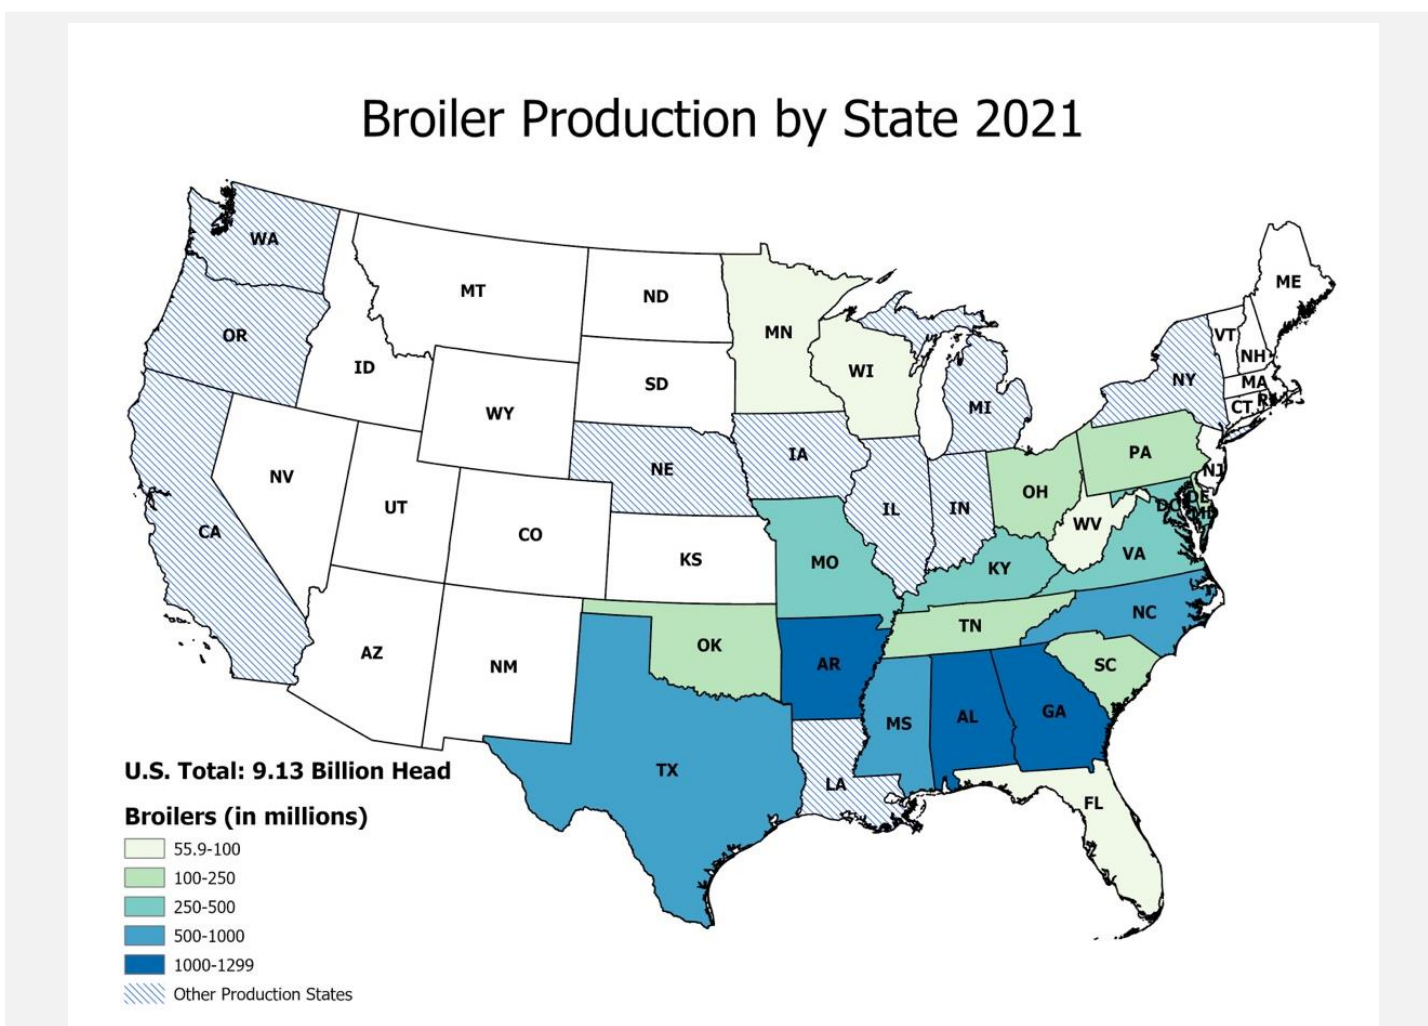 Broiler Production by State 2021
WA
ME
MT
ND
MN
OR
VT
NH
ID
WI
NY
MA
SD
MI
CT
WY
RI
PA
IA
NE
NJ
NV
OH
DE
UT
IL
IN
DC
MD
CA
CO
WV
KS
MO
KY
VA
NC
TN
OK
AZ
NM
AR
SC
GA
MS
AL
TX
LA
FL
U.S. Total: 9.13 Billion Head
Broilers (in millions)
55.9-100
100-250
250-500
500-1000
1000-1299
Other Production States